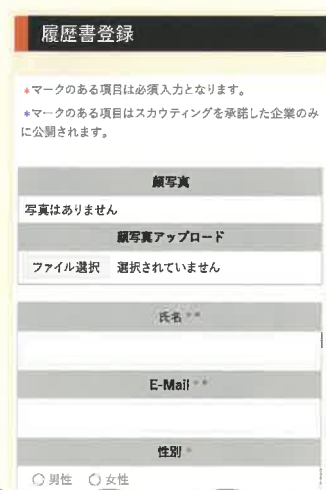 履歴書登録
*マークのある項目は必須入力となります。
*マークのある項目はスカウティングを承諾した企業のみ
に公開されます。
顔写真
写真はありません
顔写真アップロード
ファイル選択 選択されていません
氏名 **
E-Mail **
性別 *
男性 女性